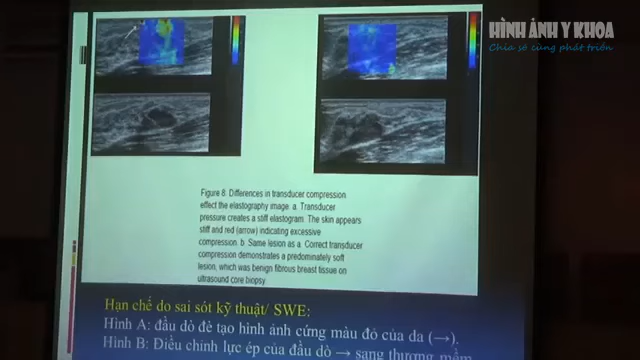 HÌNH ẢNH Y KHOA
Chia sẻ cùng phát triển
Figure 8: Differences in transducer compression
effect the elastography image. a. Transducer
pressure creates a stiff elastogram. The skin appears
stiff and red (arrow) indicating excessive
compression. b. Same lesion as a. Correct transducer
compression demonstrates a predominately soft
lesion, which was benign fibrous breast tissue on
ultrasound core biopsy.
Hạn chế do sai sót kỹ thuật/ SWE:
Hình A: đầu dò đè tạo hình ảnh cứng màu đỏ của da (→).
Hình B: Điều chỉnh lực ép của đầu dò → sang thương mềm